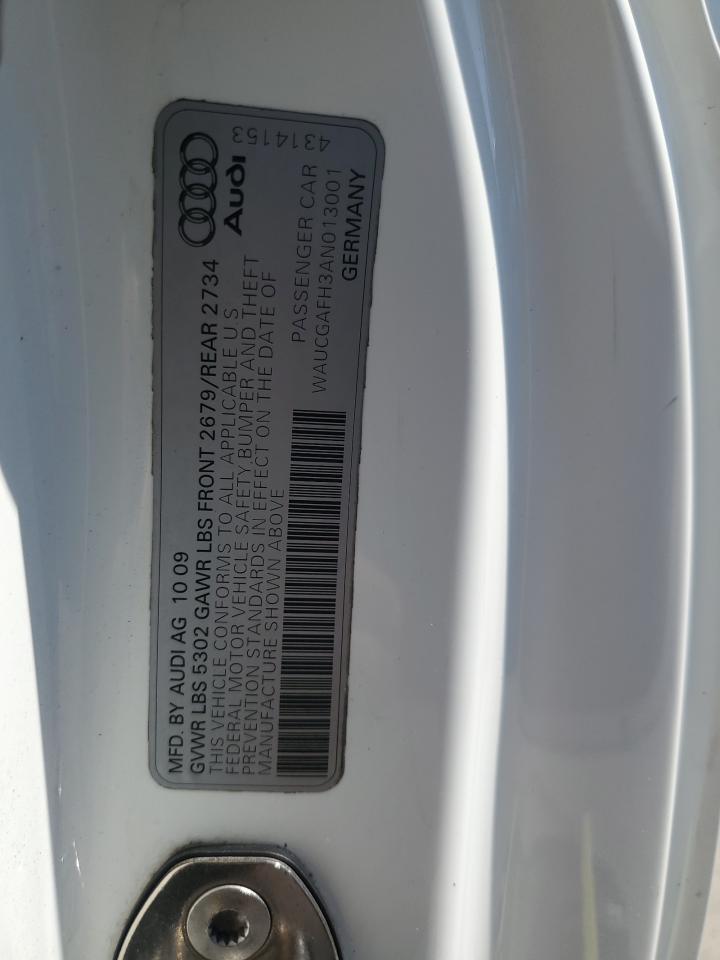 MFD. BY AUDI AG 10 09
GVWR LBS 5302 GAWR LBS FRONT 2679/REAR 2734
THIS VEHICLE CONFORMS TO ALL APPLICABLE U S
FEDERAL MOTOR VEHICLE SAFETY, BUMPER AND THEFT
PREVENTION STANDARDS IN EFFECT ON THE DATE OF
MANUFACTURE SHOWN ABOVE
Audi
PASSENGER CAR
WAUCGAFH3AN013001
GERMANY
4314153